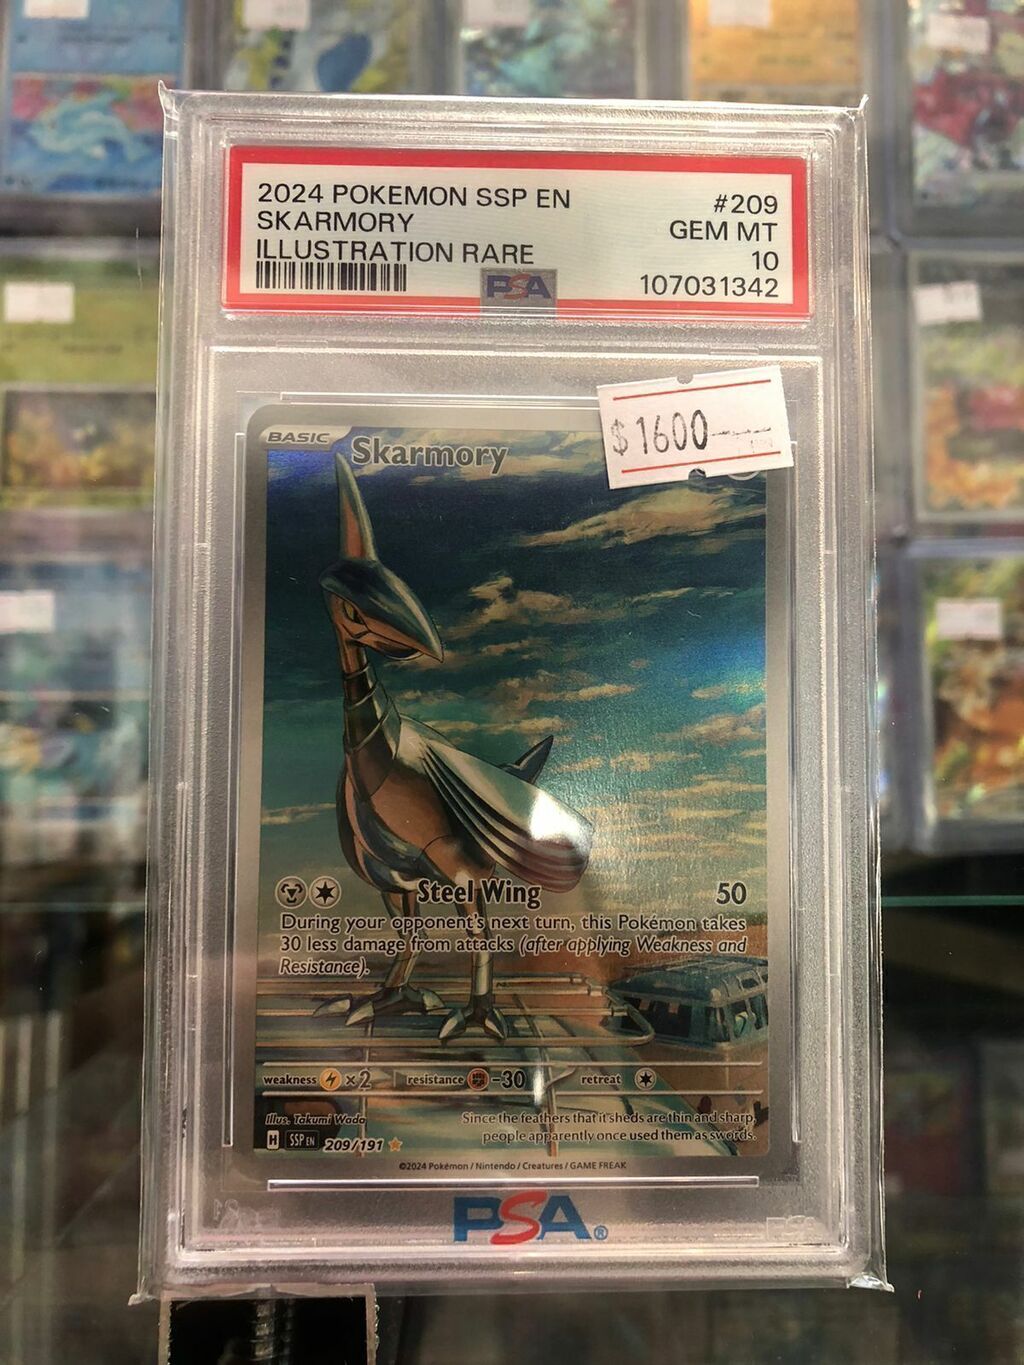 2024 POKEMON SSP EN #209
SKARMORY GEM MT
ILLUSTRATION RARE 10
PSA 107031342
$1600
BASIC Skarmory
Steel Wing 50
During your opponent's next turn, this Pokémon takes
30 less damage from attacks (after applying Weakness and
Resistance).
weakness x2 resistance -30 retreat
Illus. Takumi Wada
Since the feathers that it sheds are thin and sharp,
people apparently once used them as swords.
H SSP EN 209/191
©2024 Pokémon / Nintendo / Creatures / GAME FREAK
PSA®